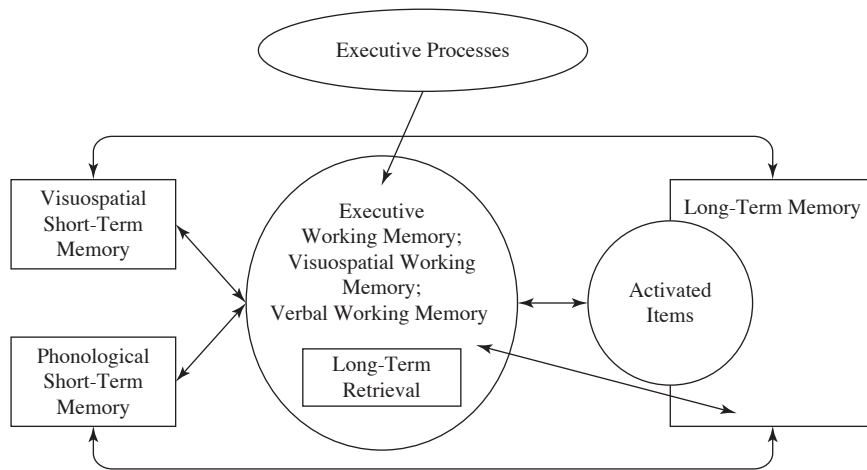 Executive Processes
Visuospatial
Short-Term
Memory
Executive
Working Memory;
Visuospatial Working
Memory;
Verbal Working Memory
Long-Term Memory
Activated
Items
Phonological
Short-Term
Memory
Long-Term
Retrieval